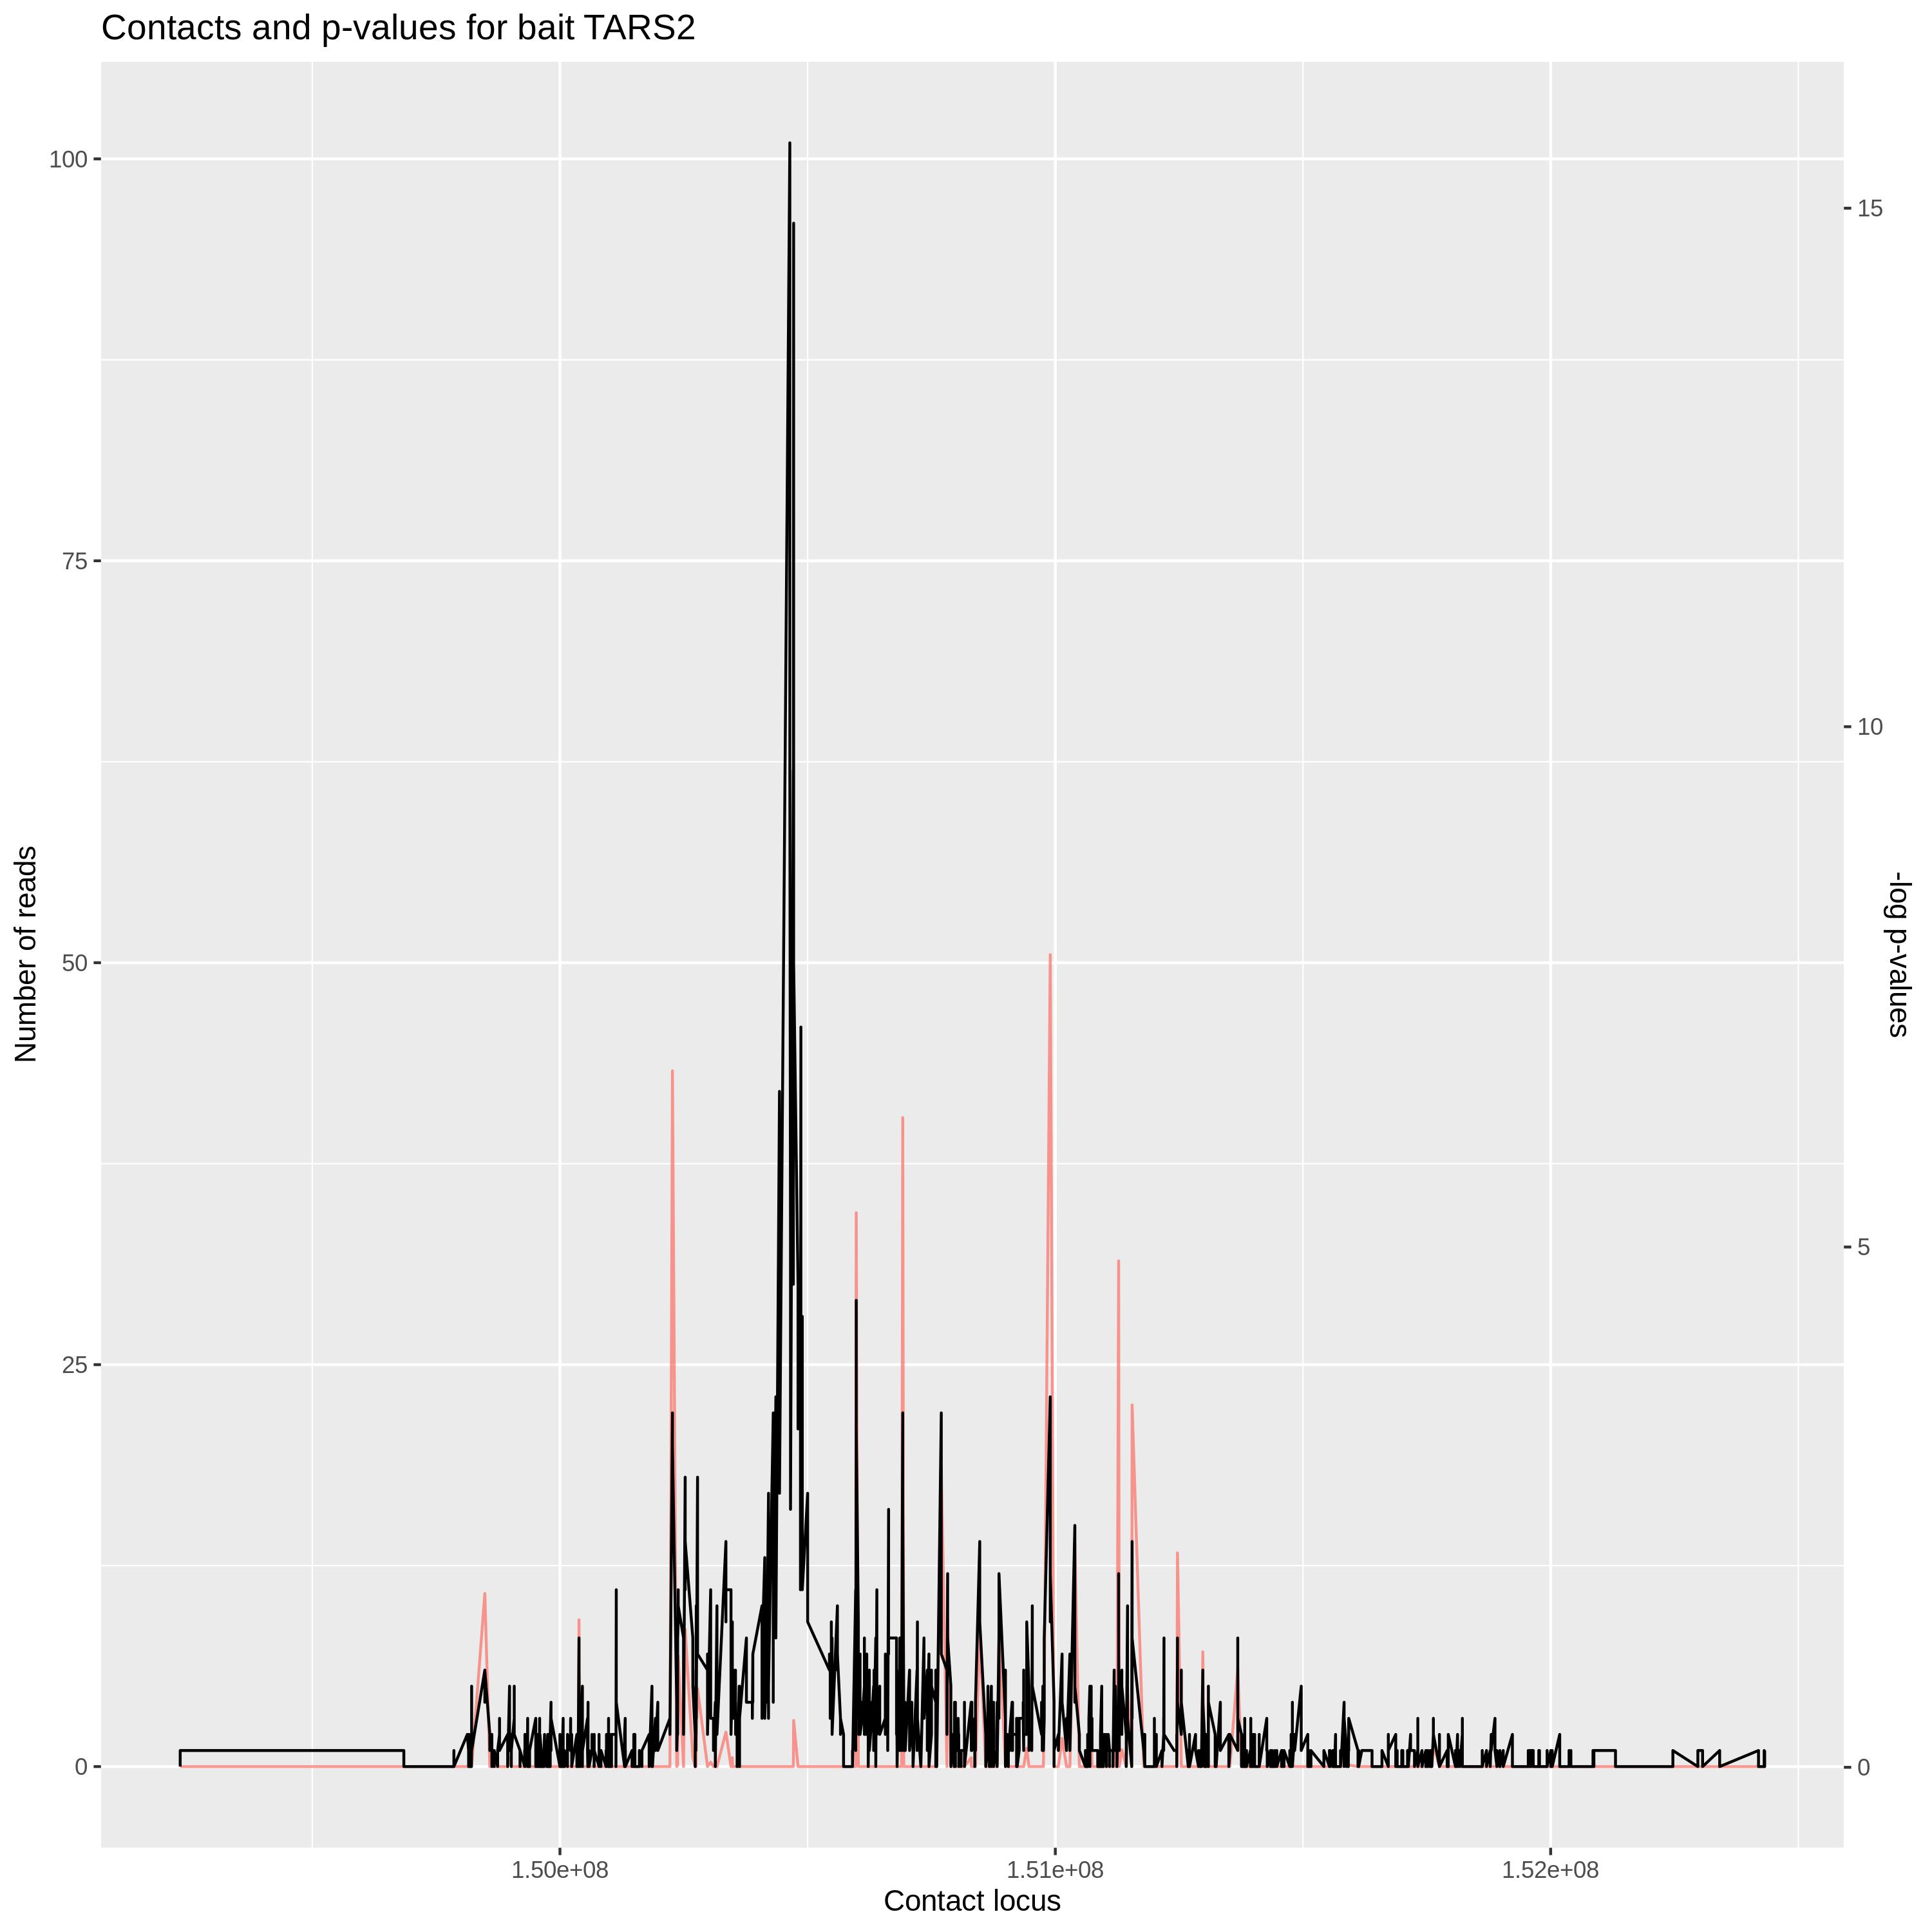 Contacts and p-values for bait TARS2
100
75
50
25
0
15
10
5
0
Number of reads
-log p-values
1.50e+08
1.51e+08
1.52e+08
Contact locus